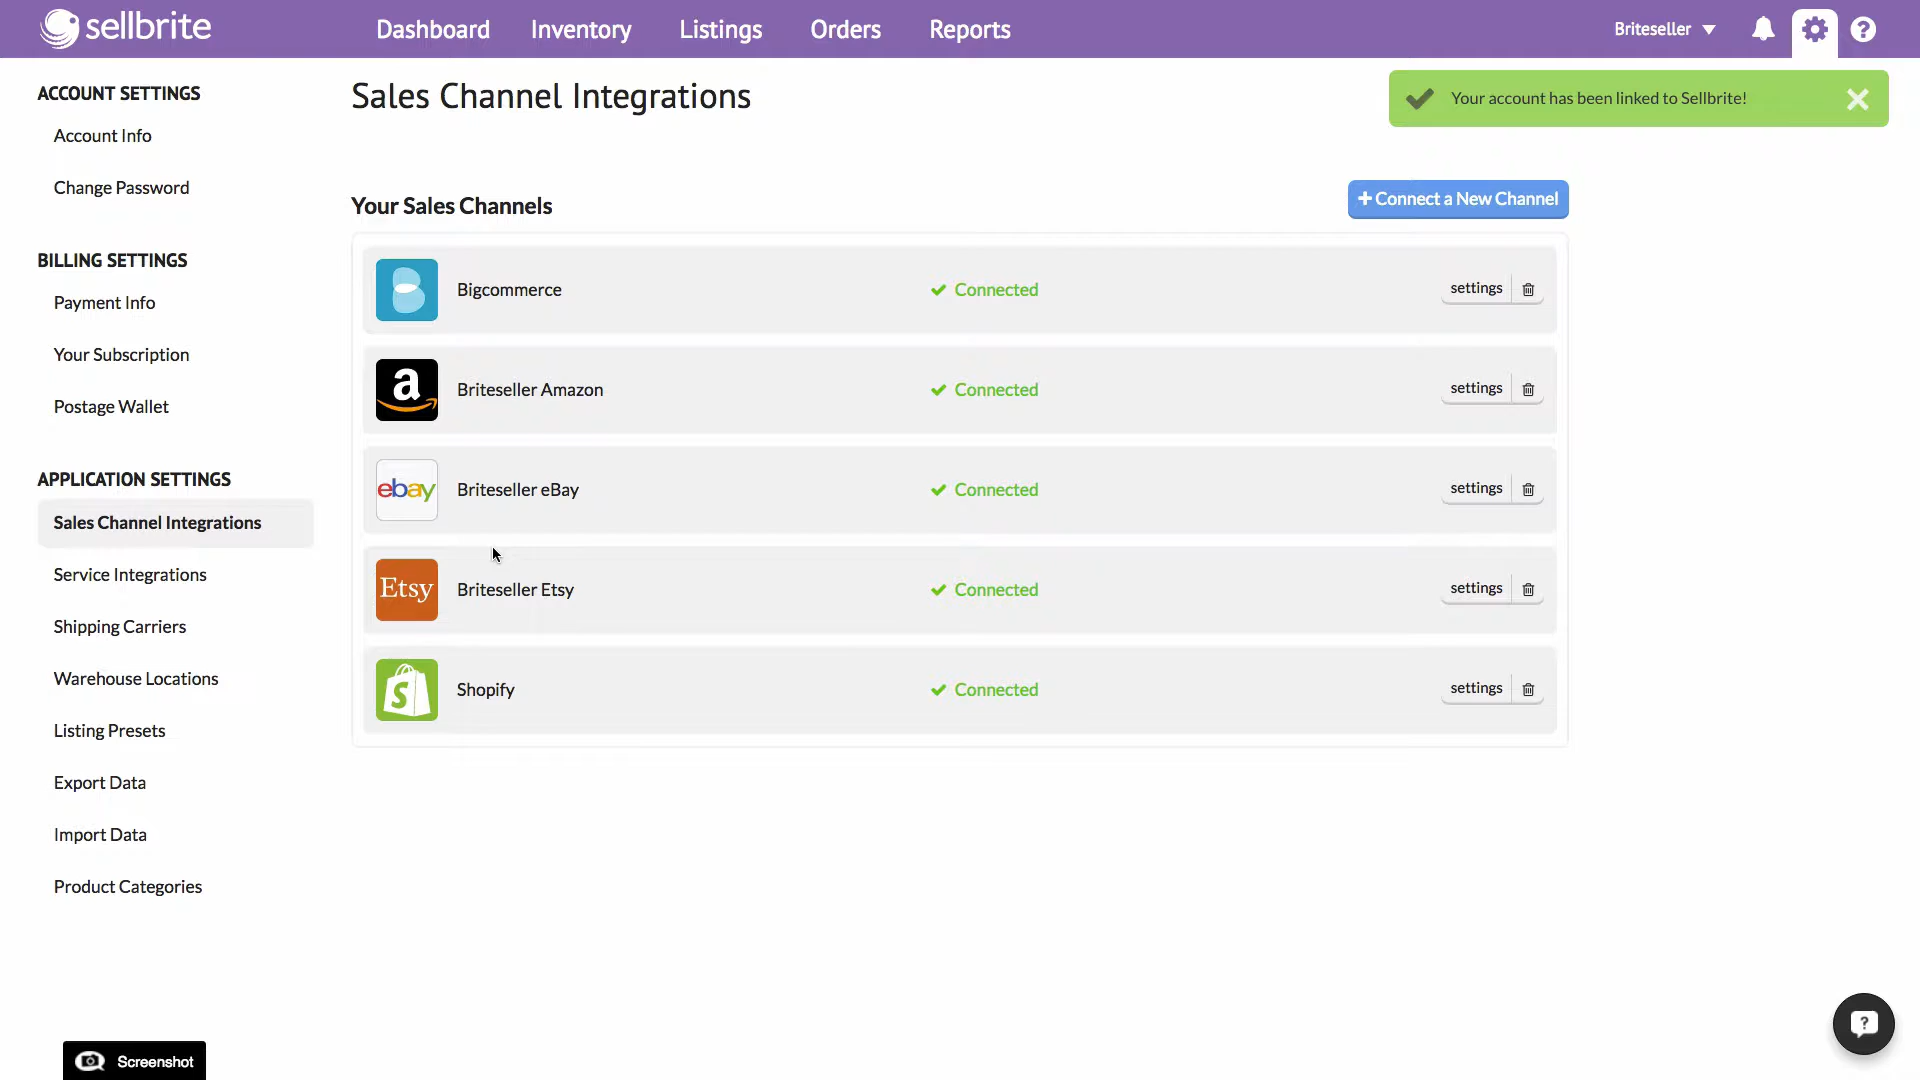 sellbrite
Dashboard
Inventory
Listings
Orders
Reports
Briteseller
ACCOUNT SETTINGS
Account Info
Change Password
BILLING SETTINGS
Payment Info
Your Subscription
Postage Wallet
APPLICATION SETTINGS
Sales Channel Integrations
Service Integrations
Shipping Carriers
Warehouse Locations
Listing Presets
Export Data
Import Data
Product Categories
Sales Channel Integrations
Your account has been linked to Sellbrite!
Your Sales Channels
+ Connect a New Channel
Bigcommerce
Connected
settings
a
Briteseller Amazon
Connected
settings
ebay
Briteseller eBay
Connected
settings
Etsy
Briteseller Etsy
Connected
settings
S
Shopify
Connected
settings
Screenshot